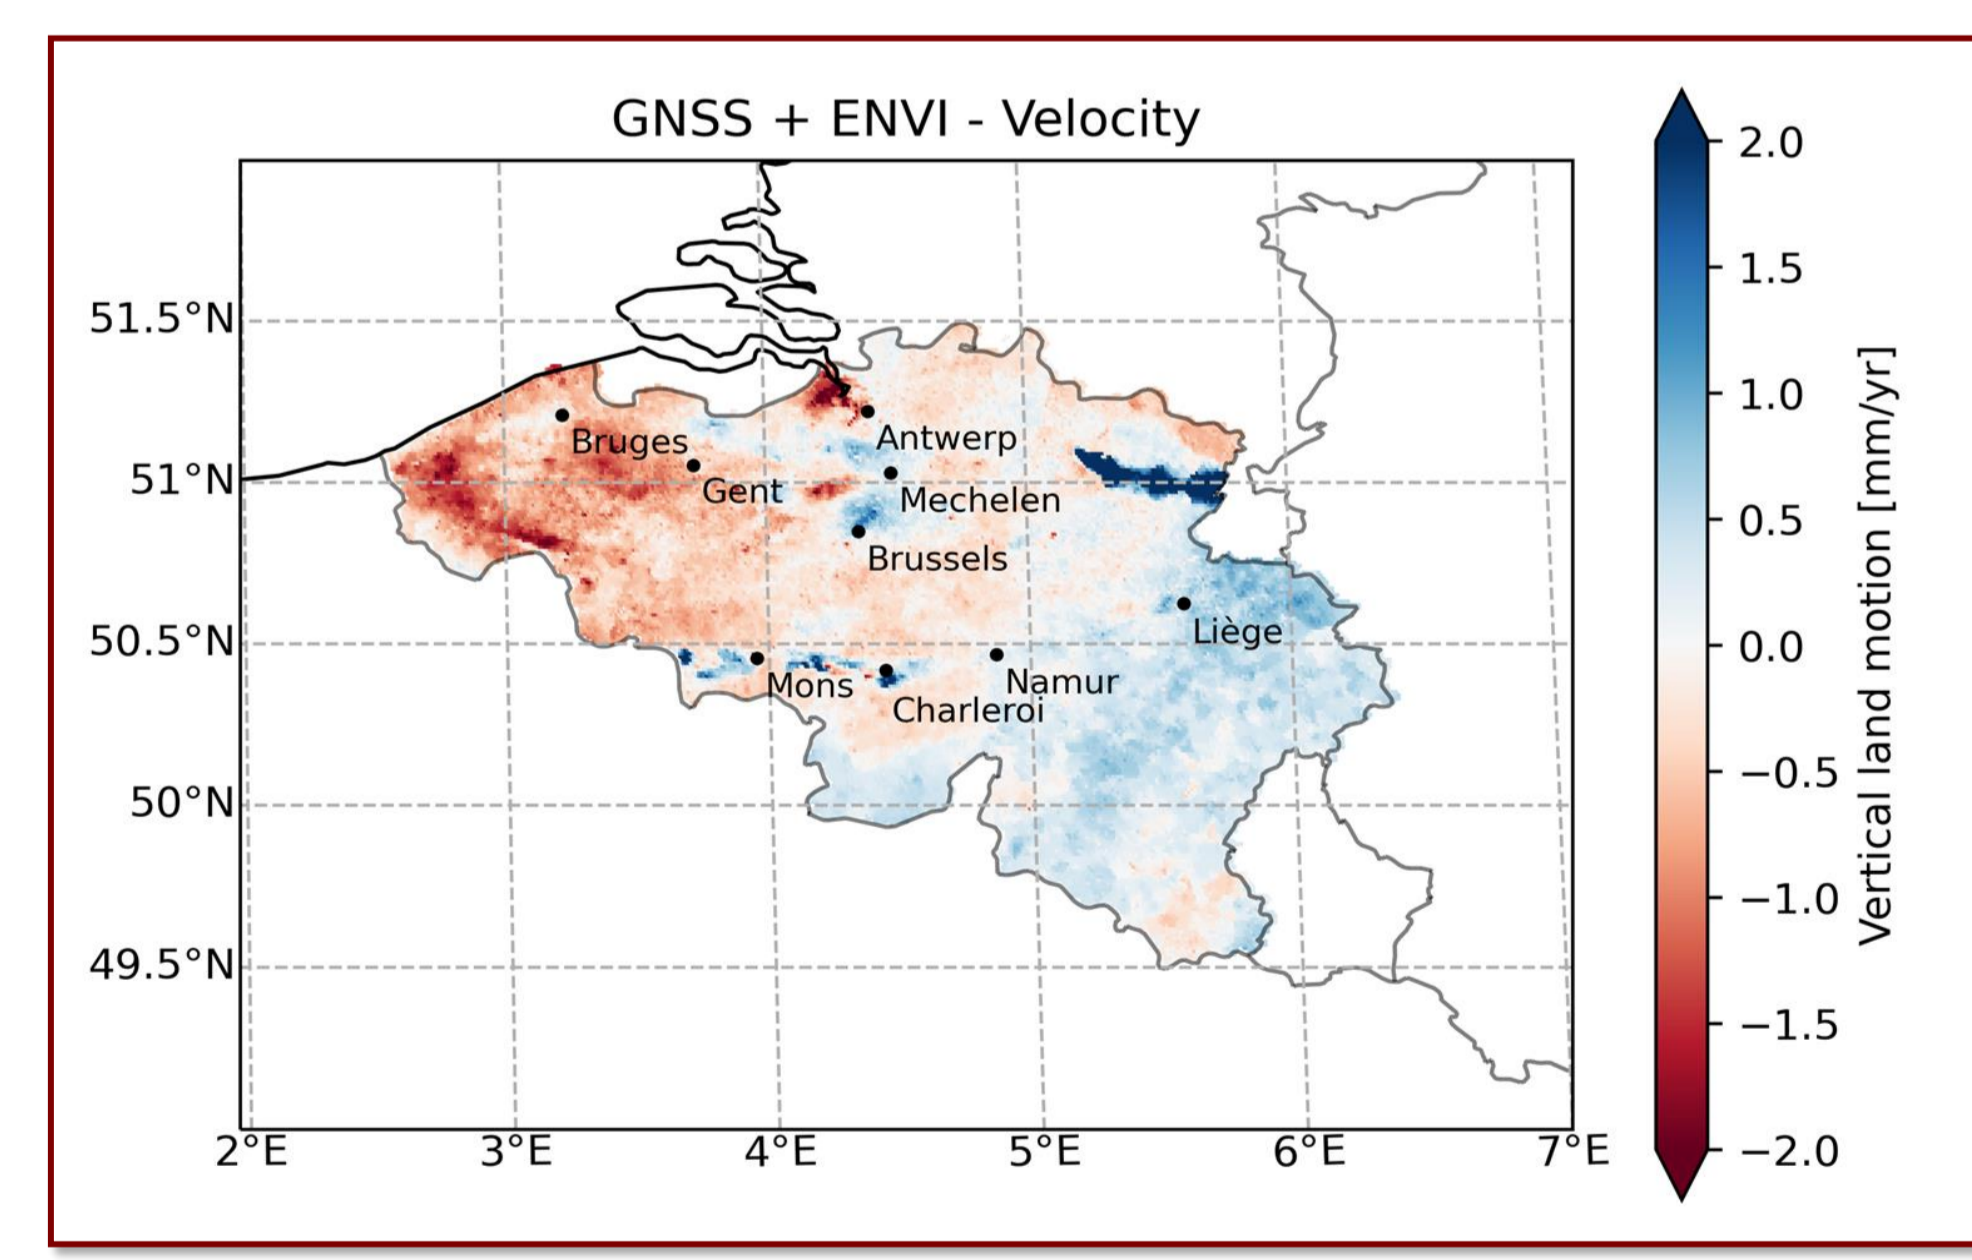 GNSS + ENVI - Velocity
51.5°N
51°N
50.5°N
50°N
49.5°N
2°E 3°E 4°E 5°E 6°E 7°E
Bruges
Gent
Antwerp
Mechelen
Brussels
Liège
Mons
Charleroi
Namur
2.0
1.5
1.0
0.5
0.0
−0.5
−1.0
−1.5
−2.0
Vertical land motion [mm/yr]